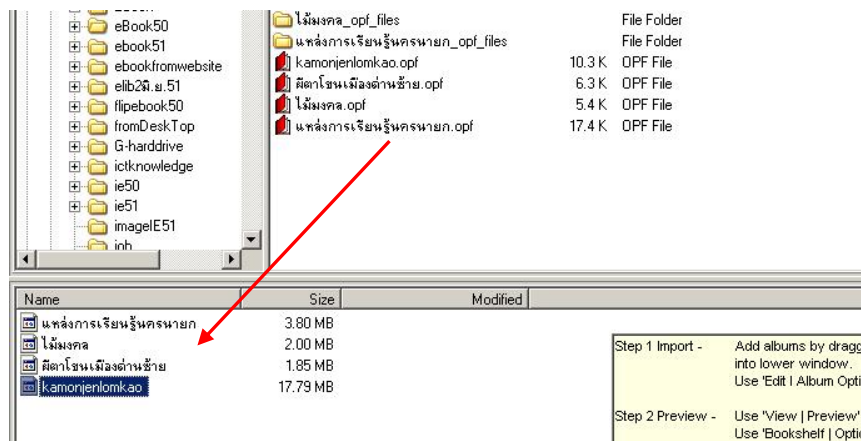 eBook50
ebook51
ebookfromwebsite
elib2มิ.ย.51
flipebook50
fromDeskTop
G-harddrive
ictknowledge
ie50
ie51
imageIE51
ไม้มงคล_opf_files File Folder
แหล่งการเรียนรู้นครนายก_opf_files File Folder
kamonjenlomkao.opf 10.3 K OPF File
ผีตาโขนเมืองด่านซ้าย.opf 6.3 K OPF File
ไม้มงคล.opf 5.4 K OPF File
แหล่งการเรียนรู้นครนายก.opf 17.4 K OPF File
Name Size Modified
แหล่งการเรียนรู้นครนายก 3.80 MB
ไม้มงคล 2.00 MB
ผีตาโขนเมืองด่านซ้าย 1.85 MB
kamonjenlomkao 17.79 MB
Step 1 Import - Add albums by dragg
into lower window.
Use 'Edit | Album Opti
Step 2 Preview - Use 'View | Preview'
Use 'Bookshelf | Optio